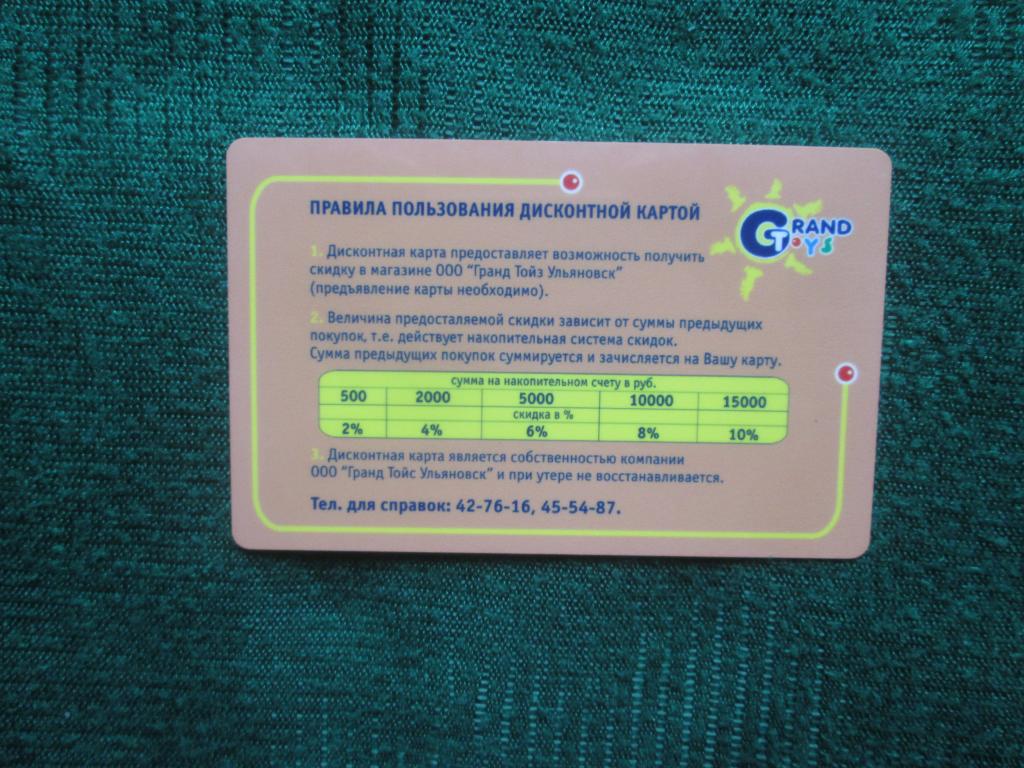 ПРАВИЛА ПОЛЬЗОВАНИЯ ДИСКОНТНОЙ КАРТОЙ
GRAND
TOYS
1. Дисконтная карта предоставляет возможность получить
скидку в магазине ООО "Гранд Тойз Ульяновск"
(предъявление карты необходимо).
2. Величина предосталяемой скидки зависит от суммы предыдущих
покупок, т.е. действует накопительная система скидок.
Сумма предыдущих покупок суммируется и зачисляется на Вашу карту.
сумма на накопительном счету в руб.
500 2000 5000 10000 15000
скидка в %
2% 4% 6% 8% 10%
3. Дисконтная карта является собственностью компании
ООО "Гранд Тойс Ульяновск" и при утере не восстанавливается.
Тел. для справок: 42-76-16, 45-54-87.